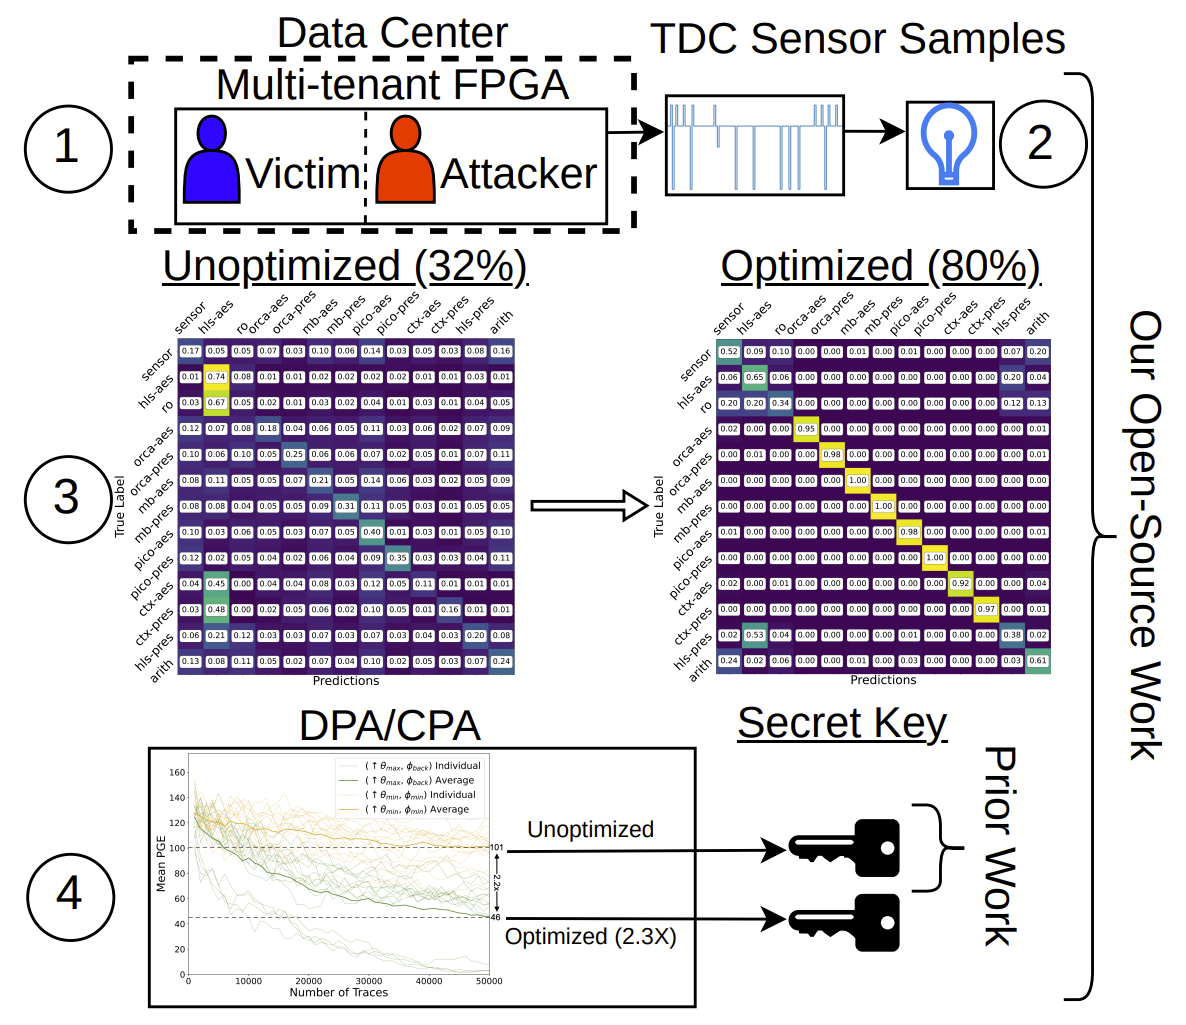 Data Center
TDC Sensor Samples
Multi-tenant FPGA
1
Victim
Attacker
2
Unoptimized (32%)
Optimized (80%)
sensor hls-aes ro orca-aes orca-pres mb-aes mb-pres pico-aes pico-pres ctx-aes ctx-pres hls-pres arith
sensor 0.17 0.05 0.05 0.07 0.03 0.10 0.06 0.14 0.03 0.05 0.03 0.08 0.16
hls-aes 0.01 0.74 0.08 0.01 0.01 0.02 0.02 0.02 0.02 0.01 0.01 0.03 0.01
ro 0.03 0.67 0.05 0.02 0.01 0.03 0.02 0.04 0.02 0.01 0.01 0.04 0.05
orca-aes 0.12 0.07 0.08 0.18 0.04 0.06 0.05 0.11 0.03 0.06 0.02 0.07 0.09
orca-pres 0.10 0.06 0.10 0.05 0.25 0.06 0.06 0.07 0.02 0.05 0.01 0.07 0.11
mb-aes 0.08 0.11 0.05 0.05 0.07 0.21 0.05 0.14 0.06 0.03 0.02 0.05 0.09
mb-pres 0.08 0.08 0.04 0.05 0.05 0.09 0.31 0.11 0.05 0.03 0.01 0.05 0.05
pico-aes 0.10 0.03 0.06 0.05 0.03 0.07 0.05 0.40 0.03 0.03 0.01 0.05 0.10
pico-pres 0.12 0.02 0.05 0.04 0.02 0.06 0.04 0.09 0.35 0.03 0.03 0.04 0.11
ctx-aes 0.04 0.45 0.00 0.04 0.04 0.08 0.03 0.12 0.05 0.11 0.01 0.01 0.01
ctx-pres 0.03 0.48 0.00 0.02 0.05 0.06 0.02 0.10 0.05 0.01 0.16 0.01 0.01
hls-pres 0.06 0.21 0.12 0.03 0.03 0.07 0.03 0.07 0.03 0.04 0.03 0.20 0.08
arith 0.13 0.08 0.11 0.05 0.02 0.07 0.04 0.10 0.02 0.05 0.03 0.07 0.24
True Label
Predictions
3
sensor hls-aes ro orca-aes orca-pres mb-aes mb-pres pico-aes pico-pres ctx-aes ctx-pres hls-pres arith
sensor 0.52 0.09 0.10 0.00 0.00 0.01 0.00 0.01 0.00 0.00 0.00 0.07 0.20
hls-aes 0.06 0.65 0.06 0.00 0.00 0.00 0.00 0.00 0.00 0.00 0.00 0.20 0.04
ro 0.20 0.20 0.34 0.00 0.00 0.00 0.00 0.00 0.00 0.00 0.00 0.12 0.13
orca-aes 0.02 0.00 0.00 0.95 0.00 0.00 0.00 0.00 0.00 0.00 0.00 0.00 0.01
orca-pres 0.00 0.01 0.00 0.00 0.98 0.00 0.00 0.00 0.00 0.00 0.00 0.00 0.01
mb-aes 0.00 0.00 0.00 0.00 0.00 1.00 0.00 0.00 0.00 0.00 0.00 0.00 0.00
mb-pres 0.00 0.00 0.00 0.00 0.00 0.00 1.00 0.00 0.00 0.00 0.00 0.00 0.00
pico-aes 0.01 0.00 0.00 0.00 0.00 0.00 0.00 0.98 0.00 0.00 0.00 0.00 0.01
pico-pres 0.00 0.00 0.00 0.00 0.00 0.00 0.00 0.00 1.00 0.00 0.00 0.00 0.00
ctx-aes 0.02 0.00 0.01 0.00 0.00 0.00 0.00 0.00 0.00 0.92 0.00 0.00 0.04
ctx-pres 0.00 0.00 0.00 0.00 0.00 0.00 0.00 0.00 0.00 0.00 0.97 0.00 0.01
hls-pres 0.02 0.53 0.04 0.00 0.00 0.00 0.00 0.01 0.00 0.00 0.00 0.38 0.02
arith 0.24 0.02 0.06 0.00 0.01 0.00 0.00 0.03 0.00 0.00 0.00 0.03 0.61
True Label
Predictions
Our Open-Source Work
DPA/CPA
Secret Key
4
(↑θmax, ϕback) Individual
(↑θmax, ϕback) Average
(↑θmin, ϕmin) Individual
(↑θmin, ϕmin) Average
Mean PGE
160
140
120
100
80
60
40
20
0
0 10000 20000 30000 40000 50000
Number of Traces
101
2.2x
46
Unoptimized
Optimized (2.3X)
Prior Work